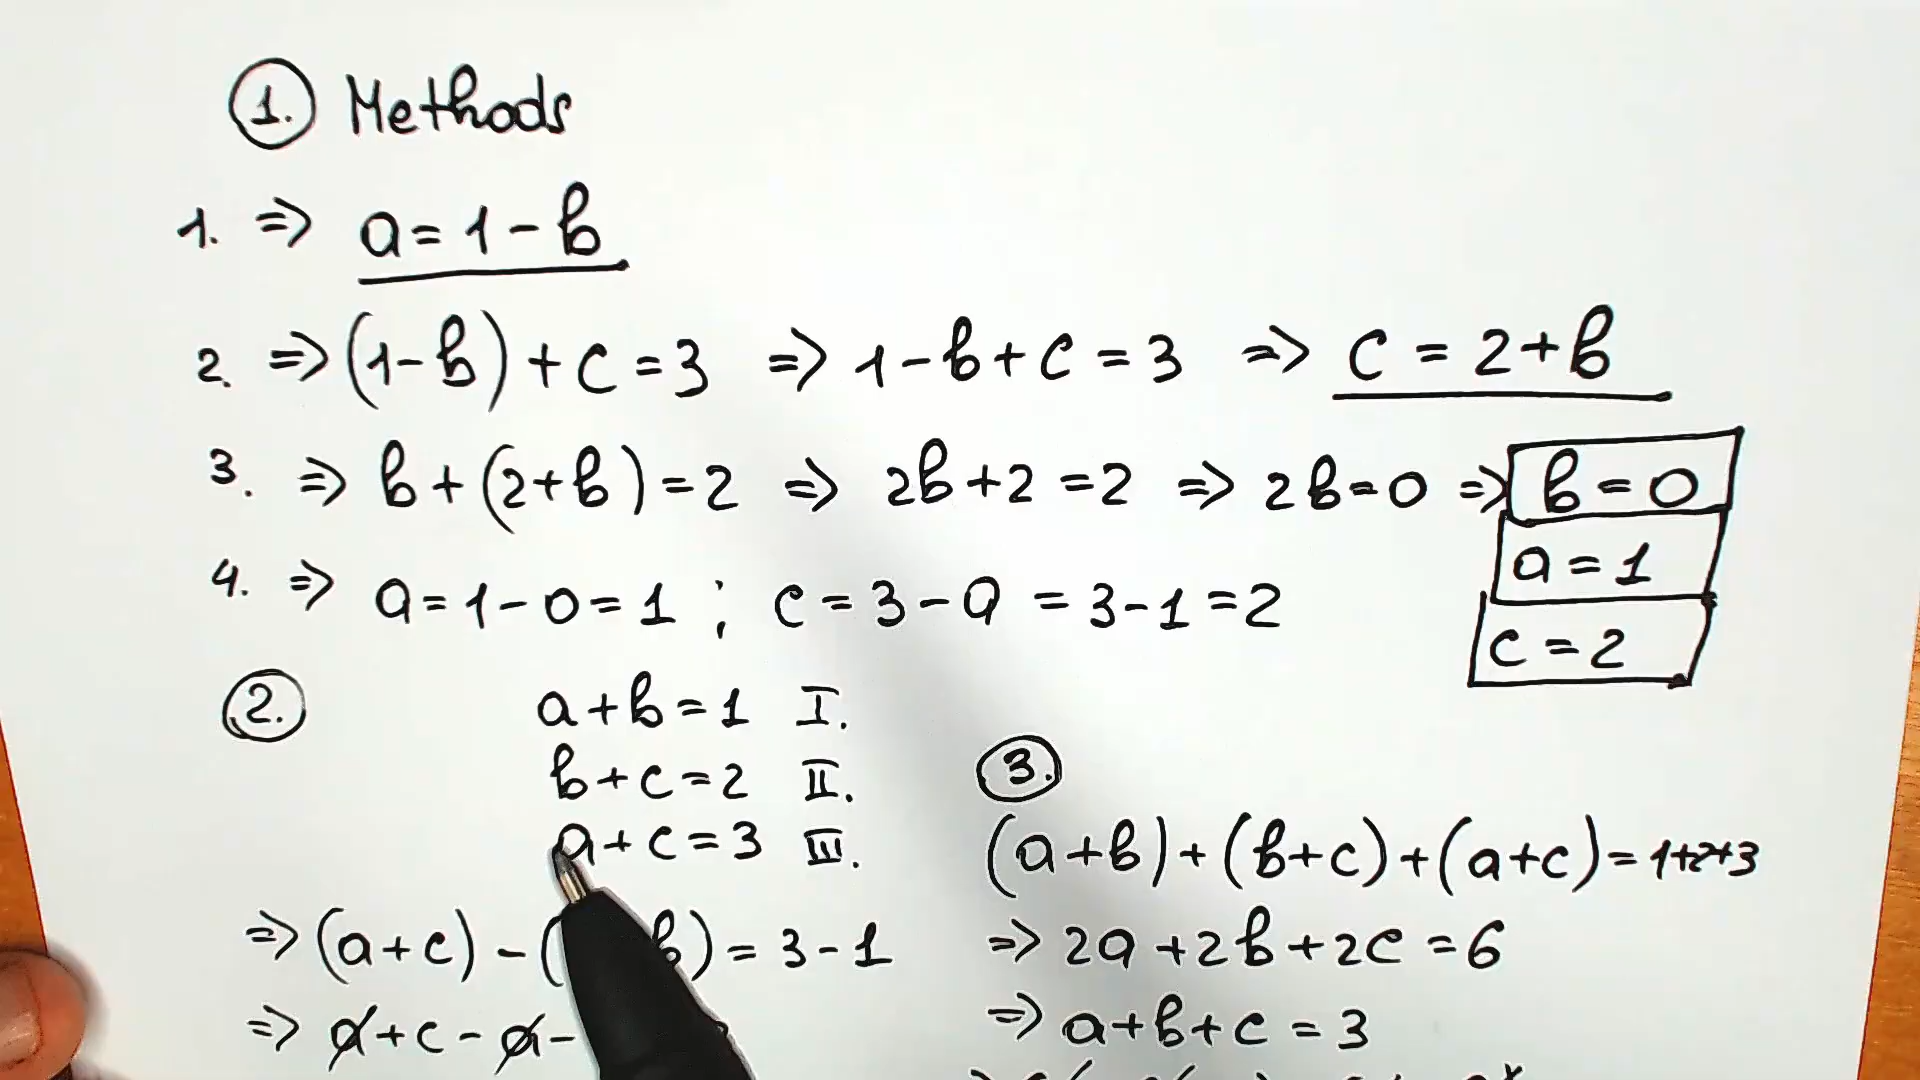 1. Methods
1. => a = 1 - b
2. => (1 - b) + c = 3 => 1 - b + c = 3 => c = 2 + b
3. => b + (2 + b) = 2 => 2b + 2 = 2 => 2b = 0 => b = 0
a = 1
4. => a = 1 - 0 = 1 ; c = 3 - a = 3 - 1 = 2
c = 2
2.
a + b = 1 I.
b + c = 2 II.
a + c = 3 III.
=> (a + c) - ( b) = 3 - 1
=> a + c - a -
3.
(a + b) + (b + c) + (a + c) = 1+2+3
=> 2a + 2b + 2c = 6
=> a + b + c = 3